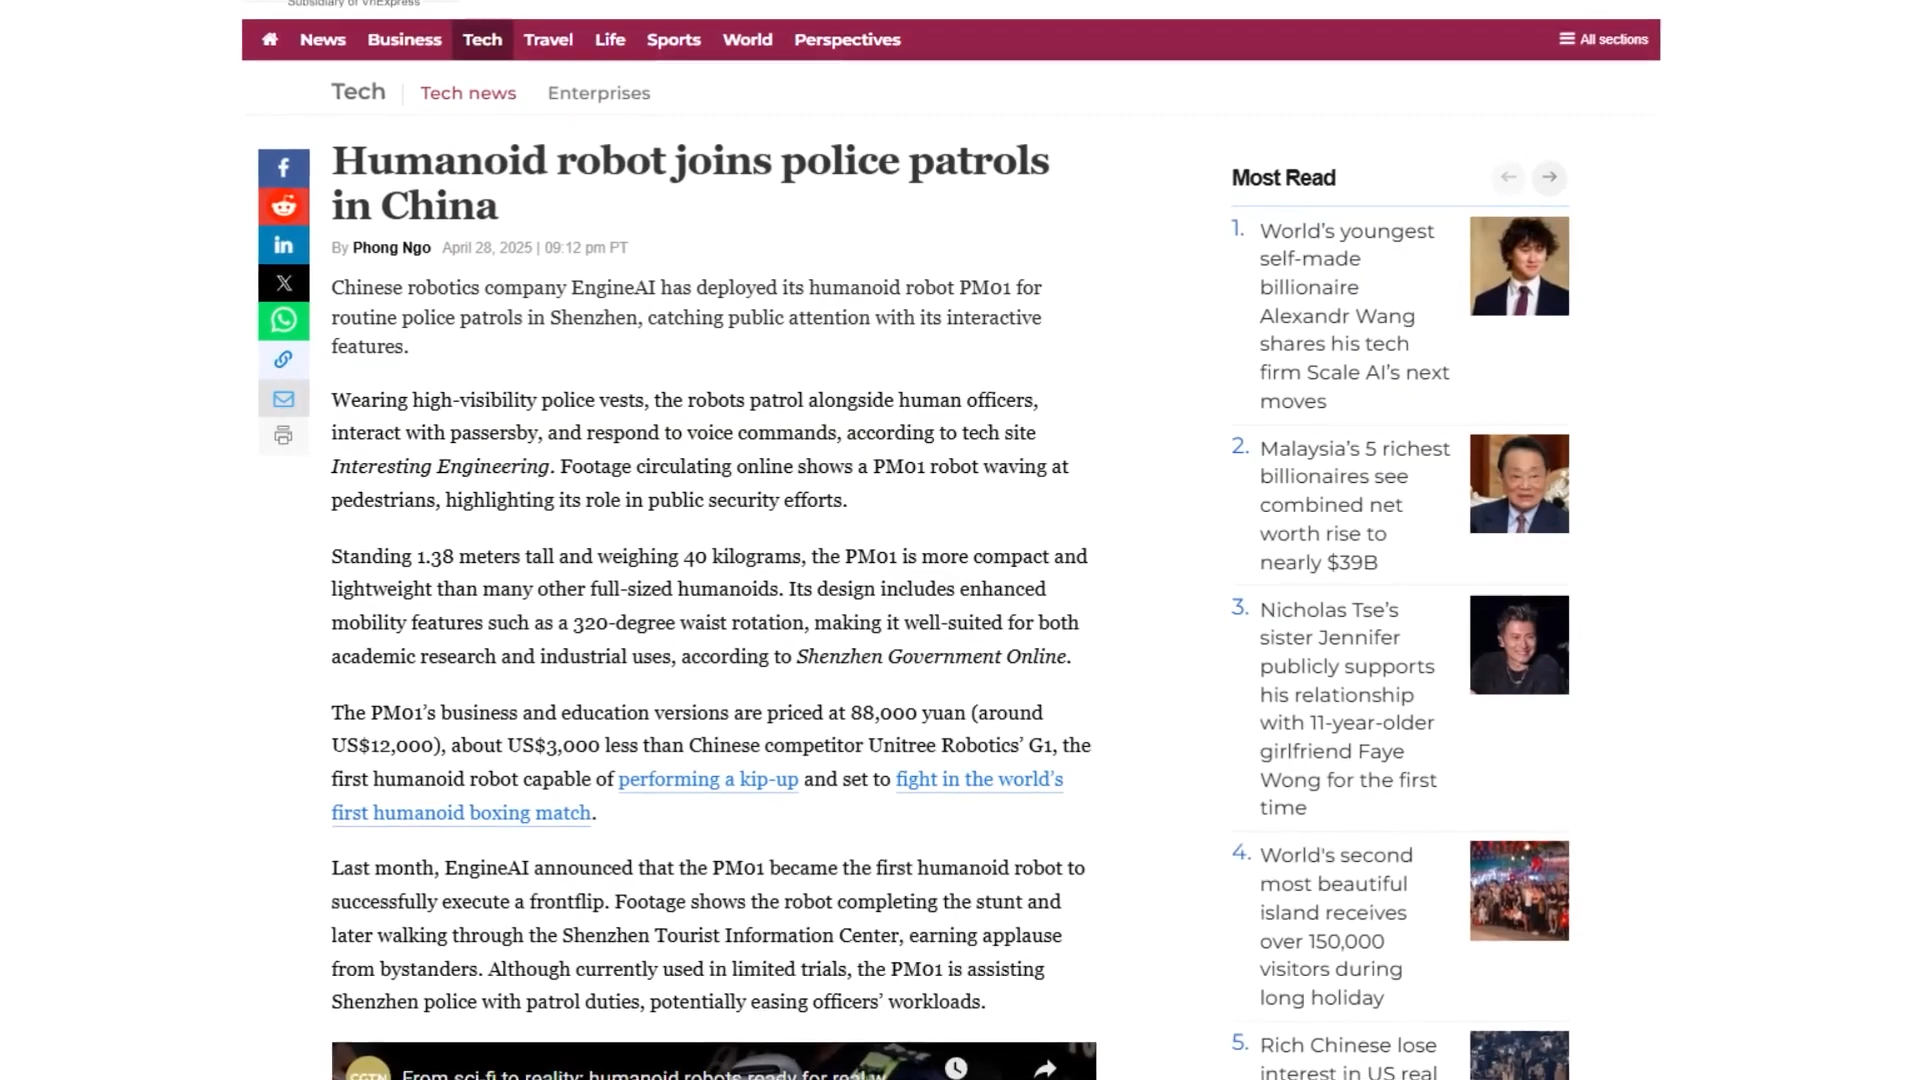 Subsidiary of VnExpress
News Business Tech Travel Life Sports World Perspectives All sections
Tech Tech news Enterprises
Humanoid robot joins police patrols
in China
By Phong Ngo April 28, 2025 | 09:12 pm PT
Chinese robotics company EngineAI has deployed its humanoid robot PM01 for
routine police patrols in Shenzhen, catching public attention with its interactive
features.
Wearing high-visibility police vests, the robots patrol alongside human officers,
interact with passersby, and respond to voice commands, according to tech site
Interesting Engineering. Footage circulating online shows a PM01 robot waving at
pedestrians, highlighting its role in public security efforts.
Standing 1.38 meters tall and weighing 40 kilograms, the PM01 is more compact and
lightweight than many other full-sized humanoids. Its design includes enhanced
mobility features such as a 320-degree waist rotation, making it well-suited for both
academic research and industrial uses, according to Shenzhen Government Online.
The PM01’s business and education versions are priced at 88,000 yuan (around
US$12,000), about US$3,000 less than Chinese competitor Unitree Robotics’ G1, the
first humanoid robot capable of performing a kip-up and set to fight in the world’s
first humanoid boxing match.
Last month, EngineAI announced that the PM01 became the first humanoid robot to
successfully execute a frontflip. Footage shows the robot completing the stunt and
later walking through the Shenzhen Tourist Information Center, earning applause
from bystanders. Although currently used in limited trials, the PM01 is assisting
Shenzhen police with patrol duties, potentially easing officers’ workloads.
CGTN From sci-fi to reality: humanoid robots ready for real w
Most Read
1. World’s youngest
self-made
billionaire
Alexandr Wang
shares his tech
firm Scale AI’s next
moves
2. Malaysia’s 5 richest
billionaires see
combined net
worth rise to
nearly $39B
3. Nicholas Tse’s
sister Jennifer
publicly supports
his relationship
with 11-year-older
girlfriend Faye
Wong for the first
time
4. World's second
most beautiful
island receives
over 150,000
visitors during
long holiday
5. Rich Chinese lose
interest in US real